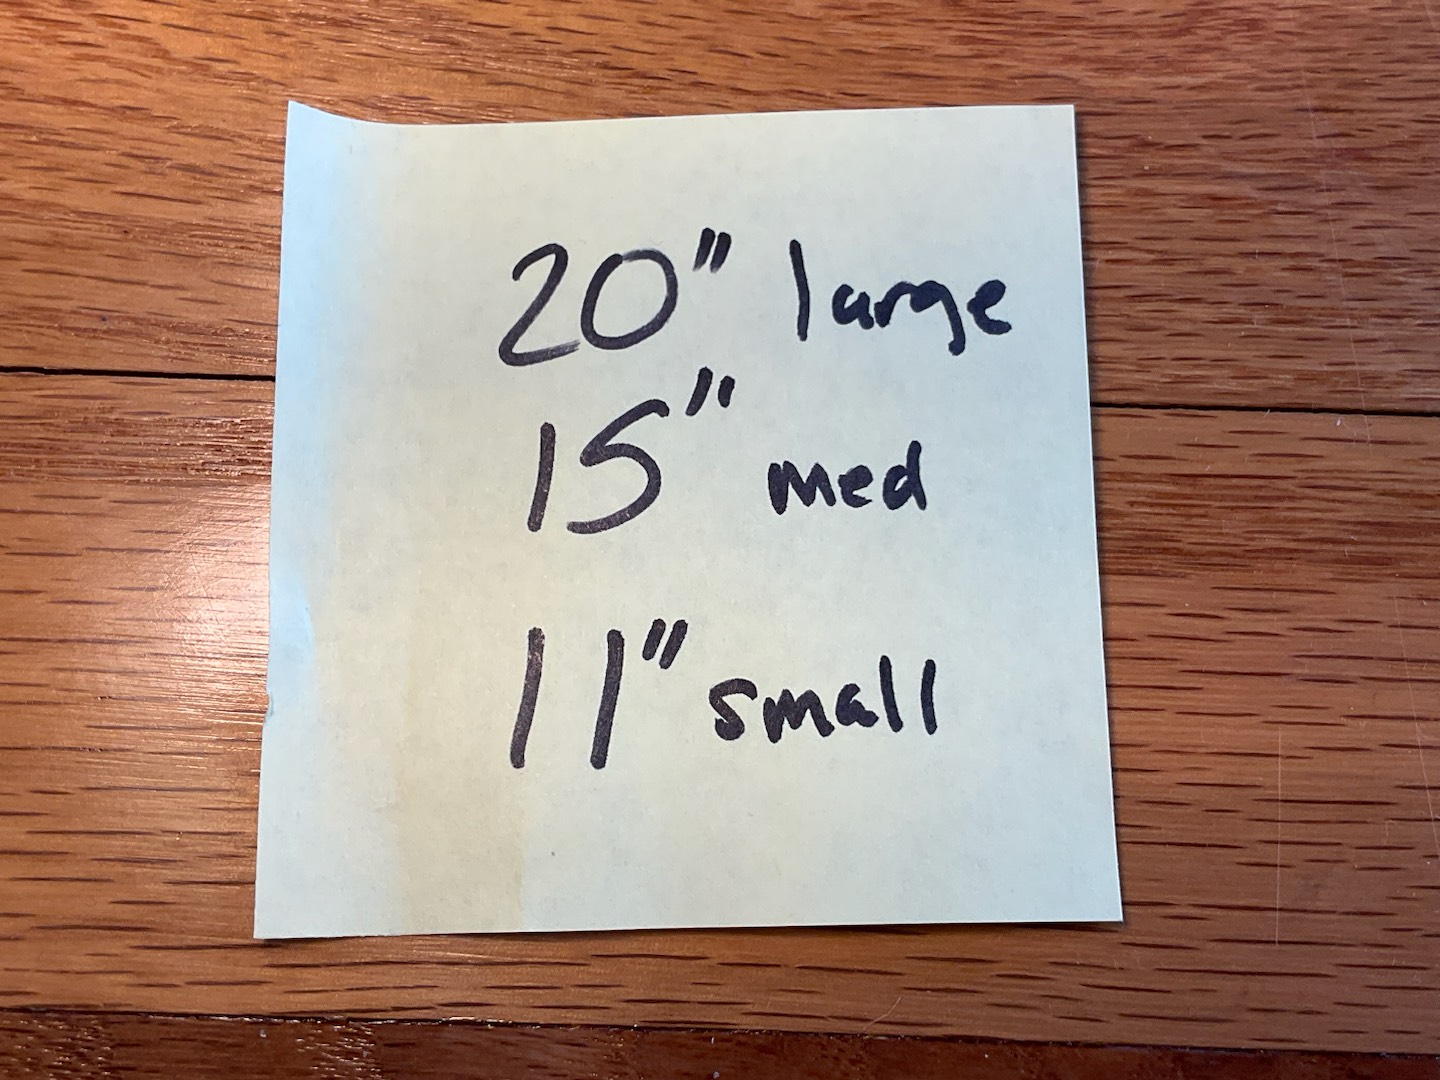 20" large
15" med
11" small